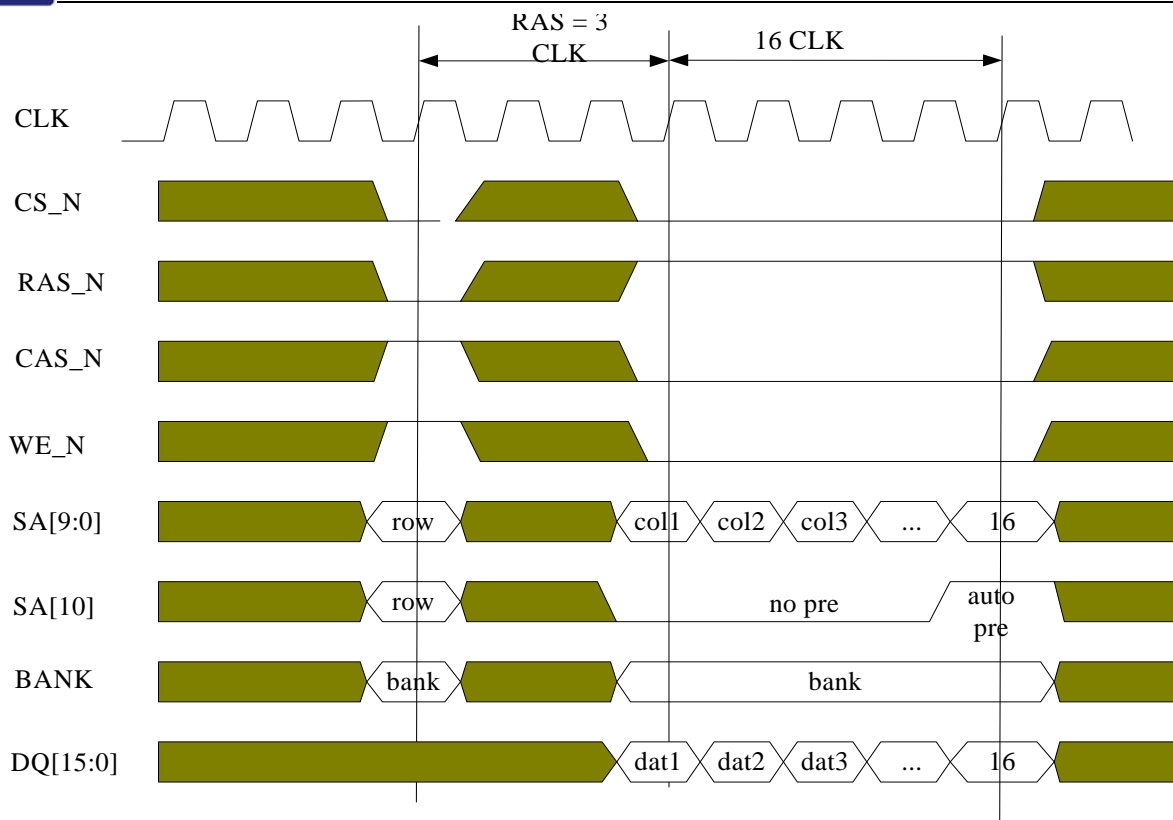 RAS = 3
CLK
16 CLK
CLK
CS_N
RAS_N
CAS_N
WE_N
SA[9:0]
row
col1
col2
col3
...
16
SA[10]
row
no pre
auto
pre
BANK
bank
bank
DQ[15:0]
dat1
dat2
dat3
...
16